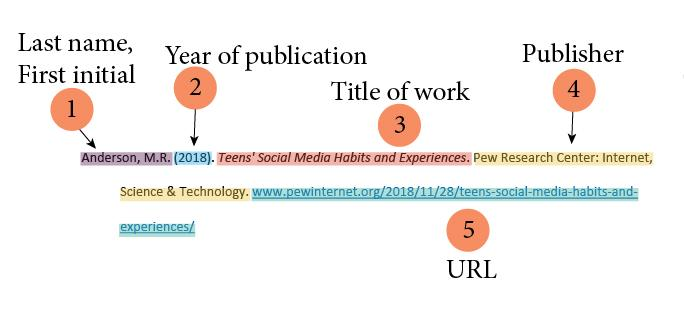 Last name,
First initial
Year of publication
Publisher
Title of work
1
2
3
4
Anderson, M.R. (2018). Teens' Social Media Habits and Experiences. Pew Research Center: Internet,
Science & Technology. www.pewinternet.org/2018/11/28/teens-social-media-habits-and-
experiences/
5
URL